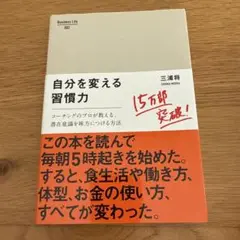 Business Life
自分を変える
習慣力
三浦将
コーチングのプロが教える、
潜在意識を味方につける方法
15万部
突破!
この本を読んで
毎朝5時起きを始めた。
すると、食生活や働き方、
体型、お金の使い方、
すべてが変わった。